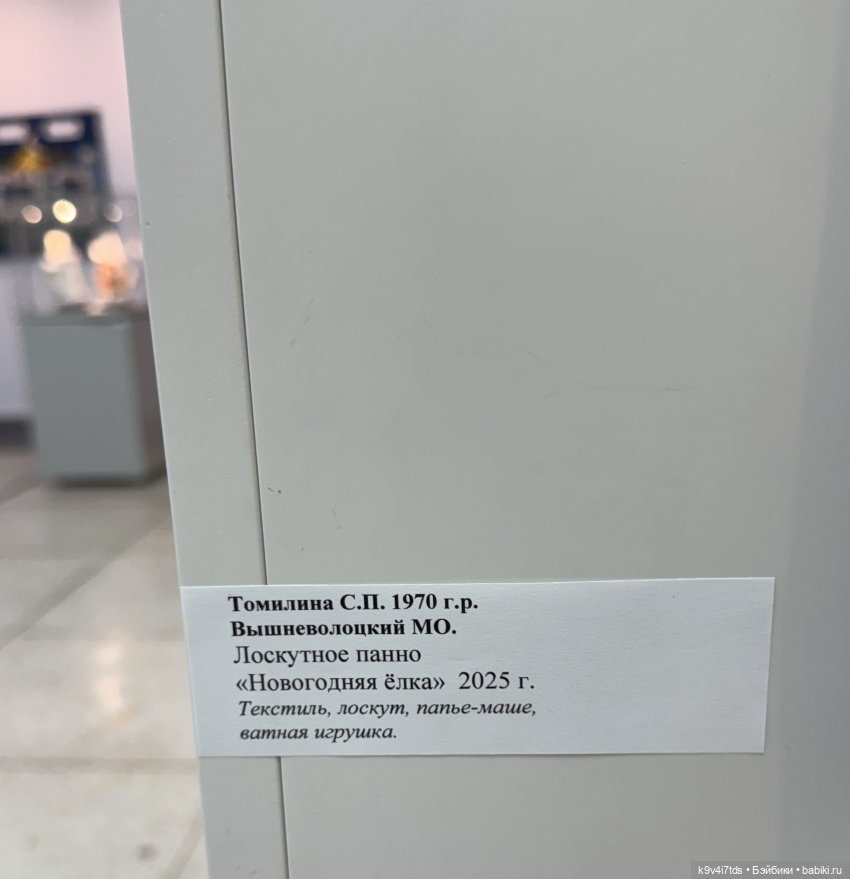 Томилина С.П. 1970 г.р.
Вышневолоцкий МО.
Лоскутное панно
«Новогодняя ёлка» 2025 г.
Текстиль, лоскут, папье-маше,
ватная игрушка.
k9v4i7tds • Бэйбики • babiki.ru